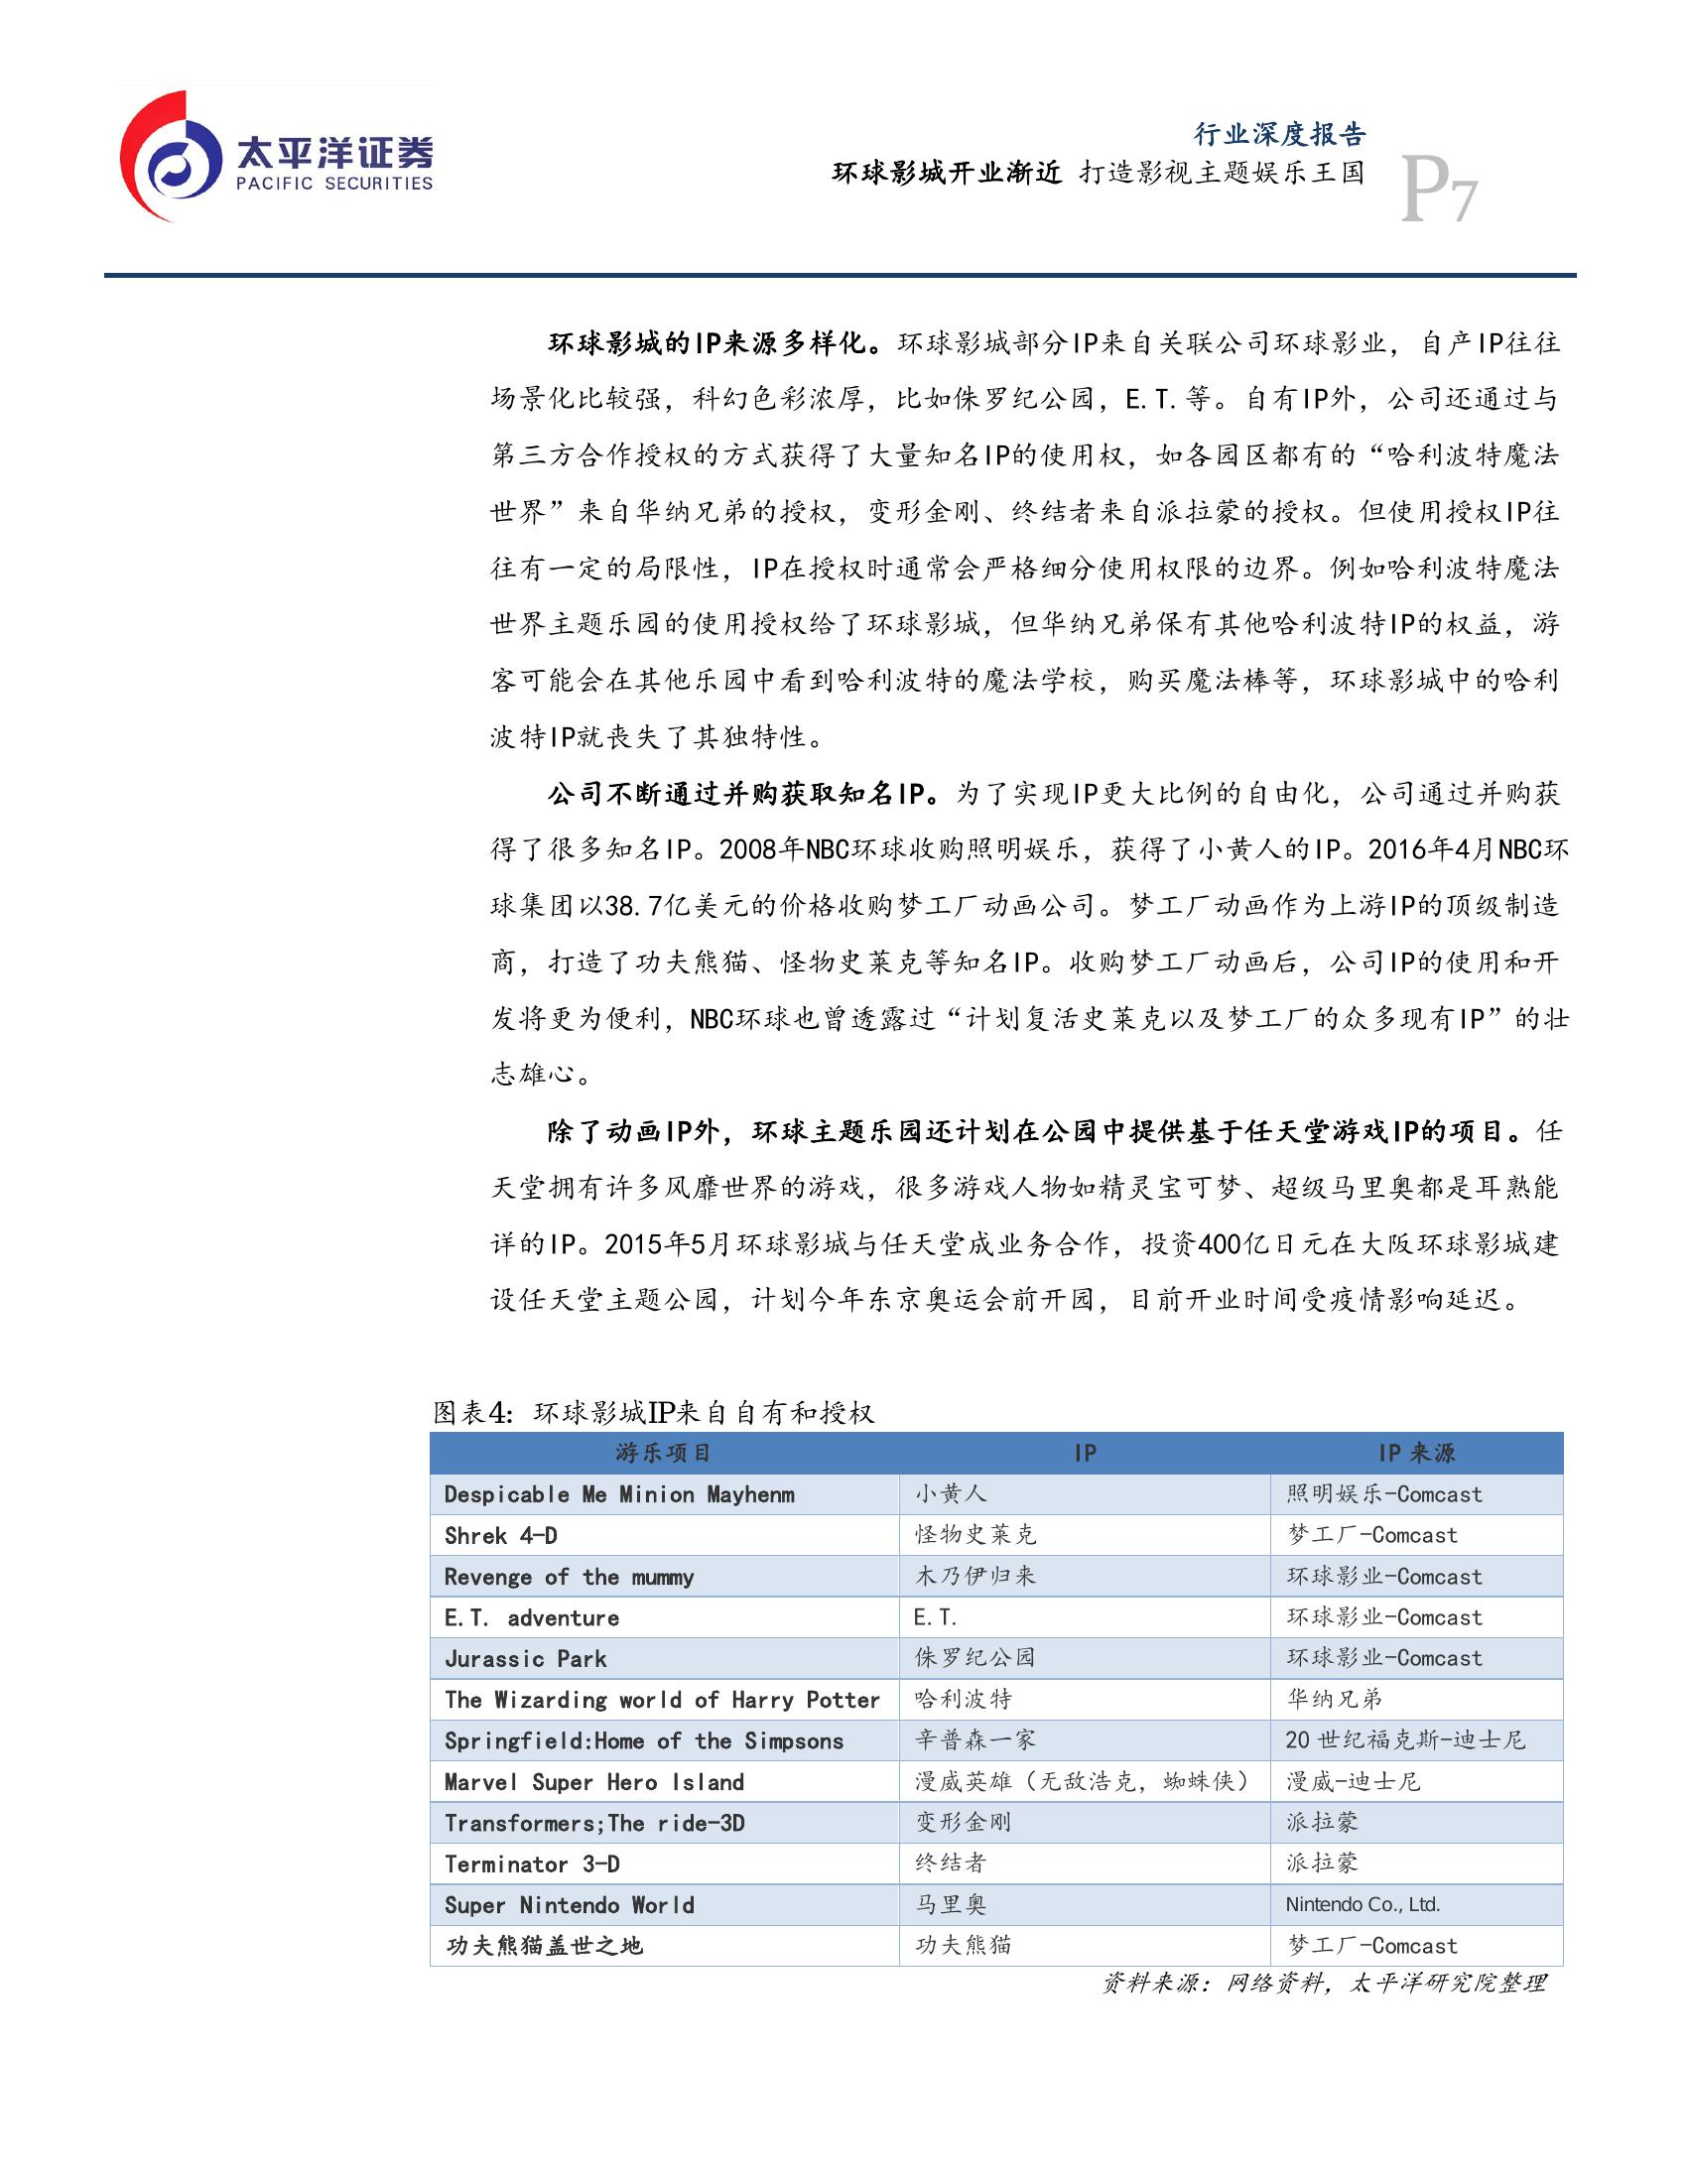 太平洋证券
PACIFIC SECURITIES
行业深度报告
环球影城开业渐近 打造影视主题娱乐王国
P7
环球影城的IP来源多样化。环球影城部分IP来自关联公司环球影业，自产IP往往
场景化比较强，科幻色彩浓厚，比如侏罗纪公园，E.T.等。自有IP外，公司还通过与
第三方合作授权的方式获得了大量知名IP的使用权，如各园区都有的“哈利波特魔法
世界”来自华纳兄弟的授权，变形金刚、终结者来自派拉蒙的授权。但使用授权IP往
往有一定的局限性，IP在授权时通常会严格细分使用权限的边界。例如哈利波特魔法
世界主题乐园的使用授权给了环球影城，但华纳兄弟保有其他哈利波特IP的权益，游
客可能会在其他乐园中看到哈利波特的魔法学校，购买魔法棒等，环球影城中的哈利
波特IP就丧失了其独特性。
公司不断通过并购获取知名IP。为了实现IP更大比例的自由化，公司通过并购获
得了很多知名IP。2008年NBC环球收购照明娱乐，获得了小黄人的IP。2016年4月NBC环
球集团以38.7亿美元的价格收购梦工厂动画公司。梦工厂动画作为上游IP的顶级制造
商，打造了功夫熊猫、怪物史莱克等知名IP。收购梦工厂动画后，公司IP的使用和开
发将更为便利，NBC环球也曾透露过“计划复活史莱克以及梦工厂的众多现有IP”的壮
志雄心。
除了动画IP外，环球主题乐园还计划在公园中提供基于任天堂游戏IP的项目。任
天堂拥有许多风靡世界的游戏，很多游戏人物如精灵宝可梦、超级马里奥都是耳熟能
详的IP。2015年5月环球影城与任天堂成业务合作，投资400亿日元在大阪环球影城建
设任天堂主题公园，计划今年东京奥运会前开园，目前开业时间受疫情影响延迟。
图表4：环球影城IP来自自有和授权
游乐项目 IP IP 来源
Despicable Me Minion Mayhenm 小黄人 照明娱乐-Comcast
Shrek 4-D 怪物史莱克 梦工厂-Comcast
Revenge of the mummy 木乃伊归来 环球影业-Comcast
E.T. adventure E.T. 环球影业-Comcast
Jurassic Park 侏罗纪公园 环球影业-Comcast
The Wizarding world of Harry Potter 哈利波特 华纳兄弟
Springfield:Home of the Simpsons 辛普森一家 20 世纪福克斯-迪士尼
Marvel Super Hero Island 漫威英雄（无敌浩克，蜘蛛侠） 漫威-迪士尼
Transformers;The ride-3D 变形金刚 派拉蒙
Terminator 3-D 终结者 派拉蒙
Super Nintendo World 马里奥 Nintendo Co., Ltd.
功夫熊猫盖世之地 功夫熊猫 梦工厂-Comcast
资料来源：网络资料，太平洋研究院整理